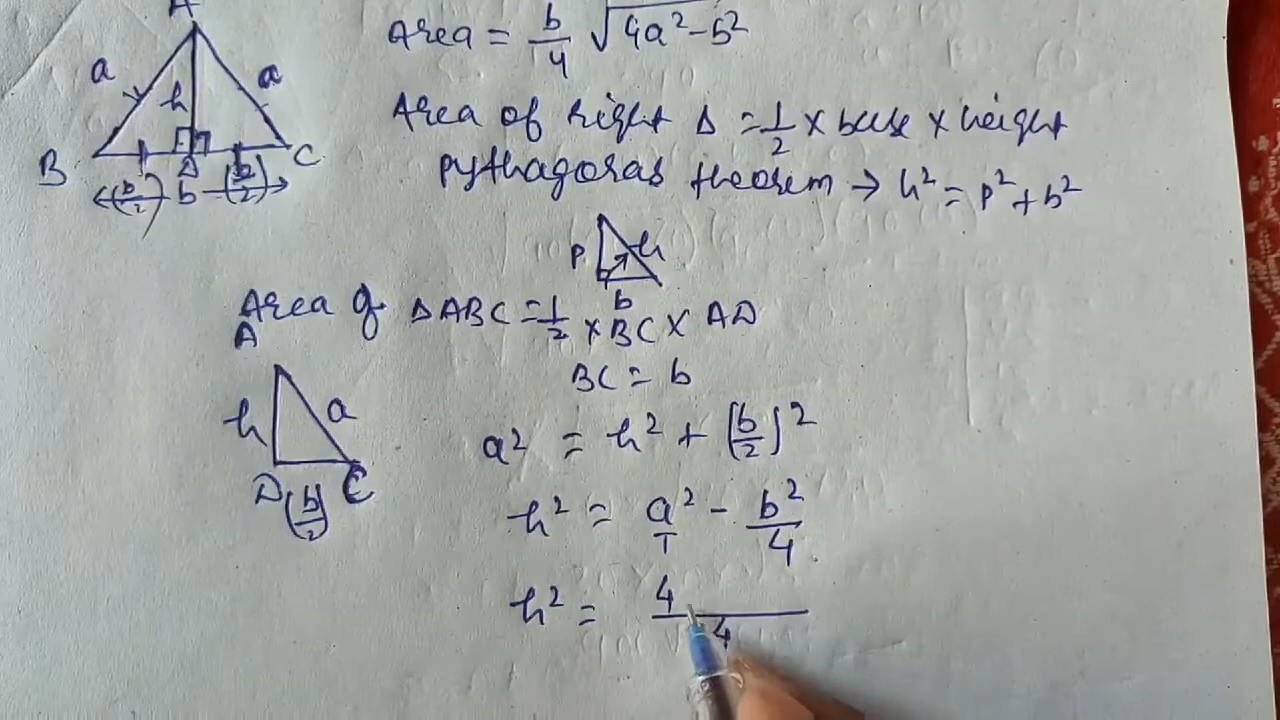 A
Area = b/4 √4a²-b²
a h a
Area of right Δ = 1/2 × base × height
B D C
Pythagoras theorem → h² = p² + b²
(b/2) b (b/2)
P h
b
Area of ΔABC = 1/2 × BC × AD
A
BC = b
h a
a² = h² + (b/2)²
D (b/2) C
h² = a²/1 - b²/4
h² = 4 /4